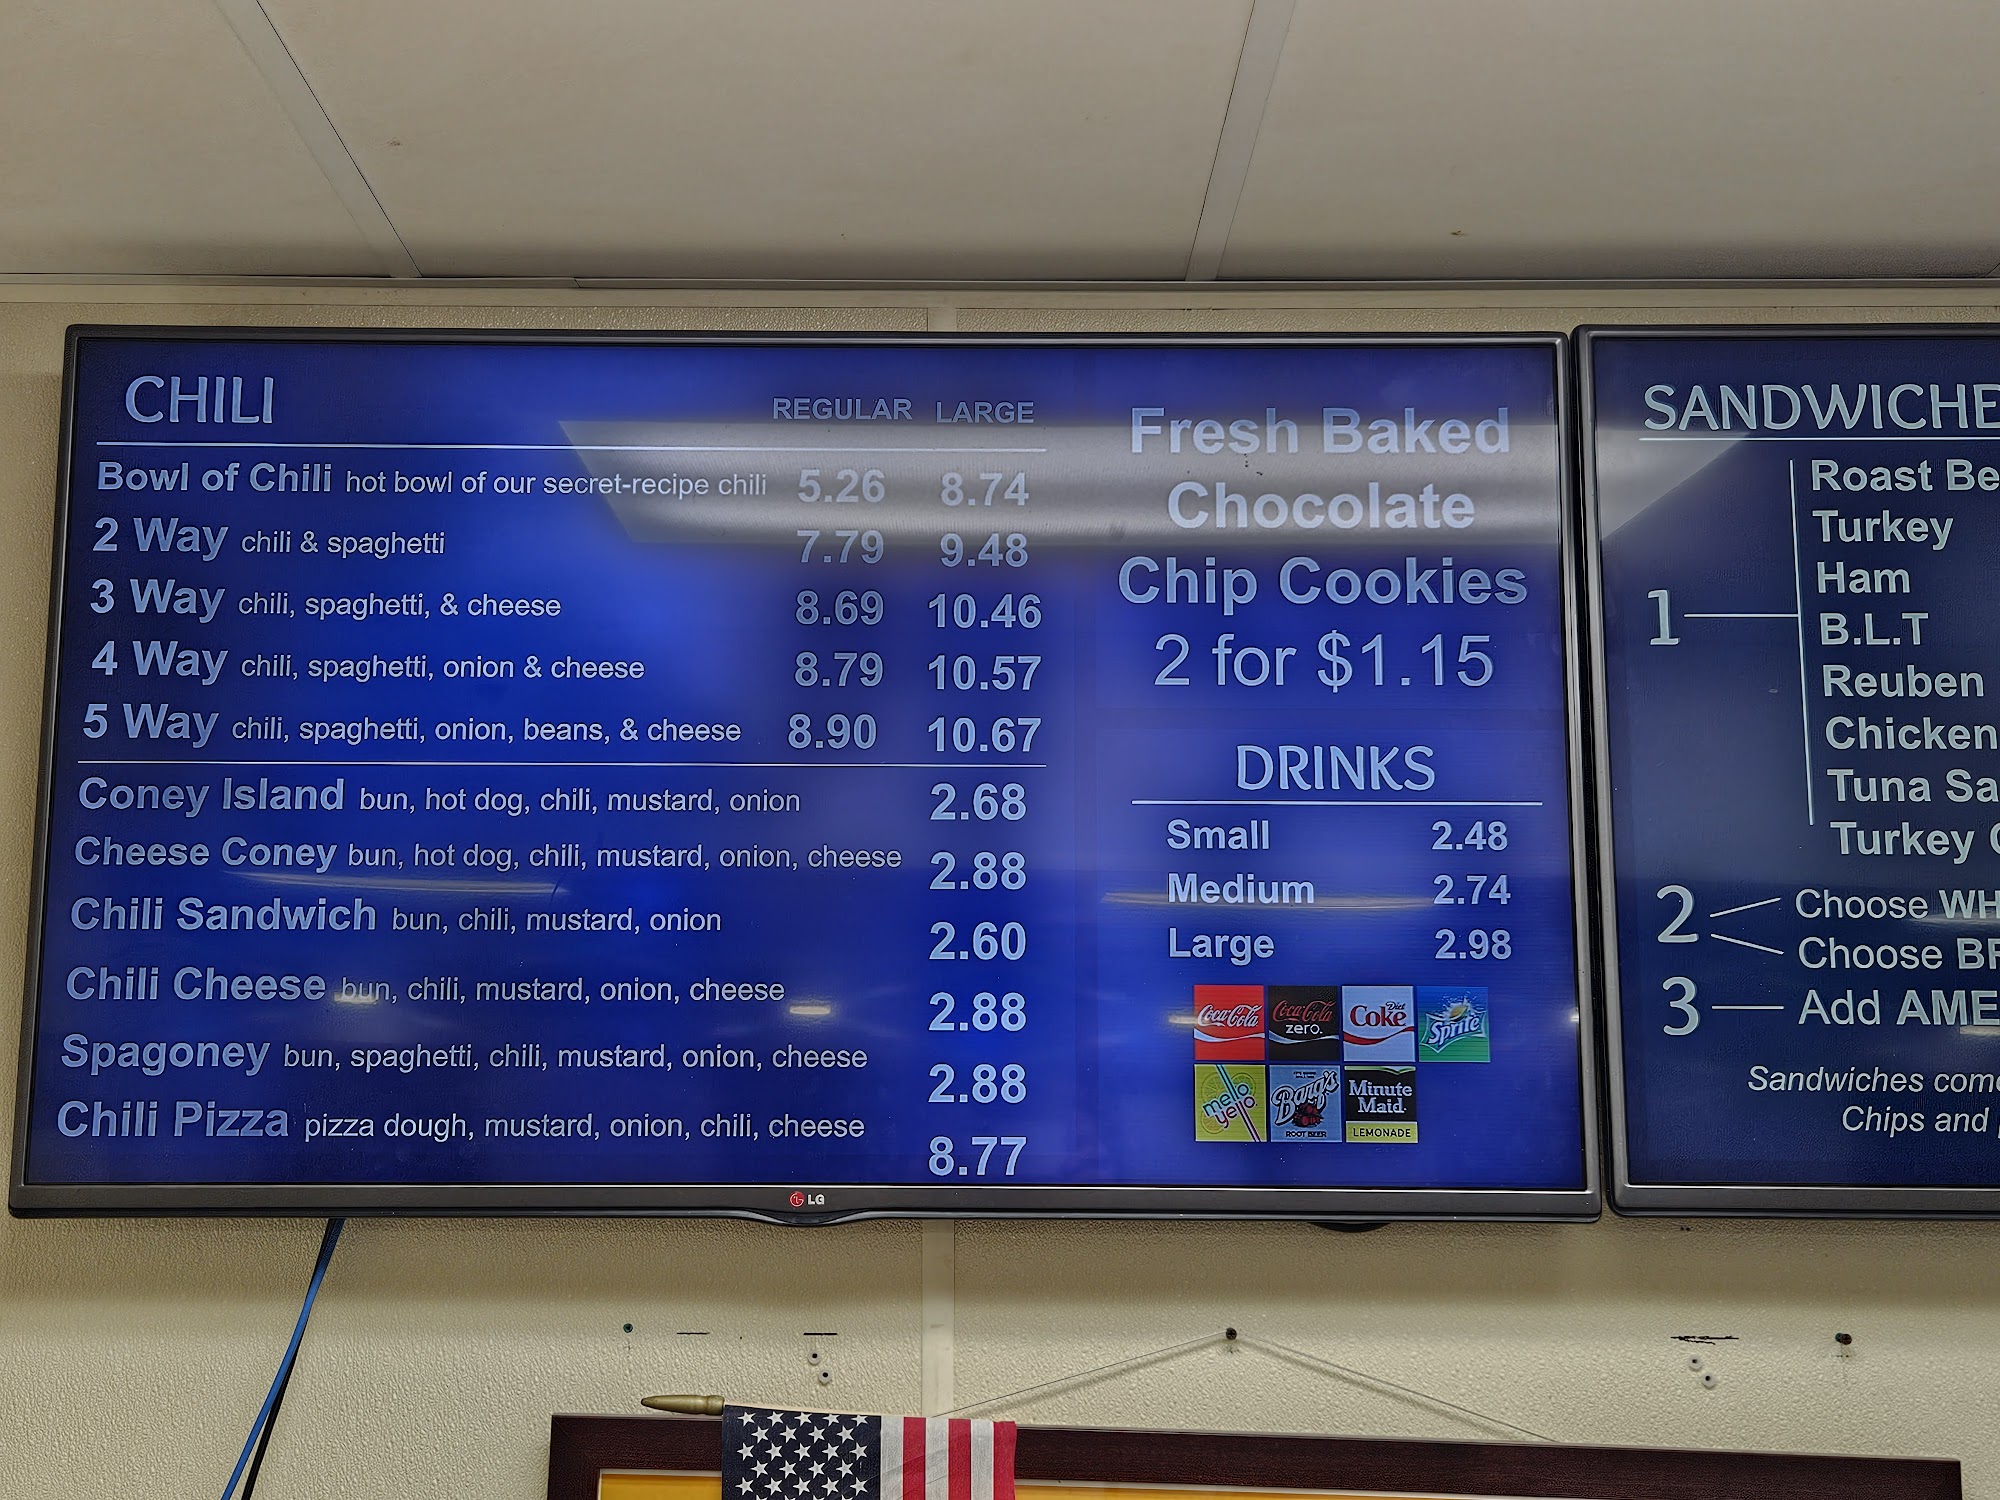 CHILI REGULAR LARGE
Bowl of Chili hot bowl of our secret-recipe chili 5.26 8.74
2 Way chili & spaghetti 7.79 9.48
3 Way chili, spaghetti, & cheese 8.69 10.46
4 Way chili, spaghetti, onion & cheese 8.79 10.57
5 Way chili, spaghetti, onion, beans, & cheese 8.90 10.67
Coney Island bun, hot dog, chili, mustard, onion 2.68
Cheese Coney bun, hot dog, chili, mustard, onion, cheese 2.88
Chili Sandwich bun, chili, mustard, onion 2.60
Chili Cheese bun, chili, mustard, onion, cheese 2.88
Spagoney bun, spaghetti, chili, mustard, onion, cheese 2.88
Chili Pizza pizza dough, mustard, onion, chili, cheese 8.77
LG
Fresh Baked
Chocolate
Chip Cookies
2 for $1.15
DRINKS
Small 2.48
Medium 2.74
Large 2.98
Coca-Cola Coca-Cola zero. Diet Coke Sprite
mello yello Barq's ROOT BEER Minute Maid LEMONADE
SANDWICHE
1
Roast Be
Turkey
Ham
B.L.T
Reuben
Chicken
Tuna Sa
Turkey
2 Choose WH
Choose BR
3 Add AME
Sandwiches come
Chips and